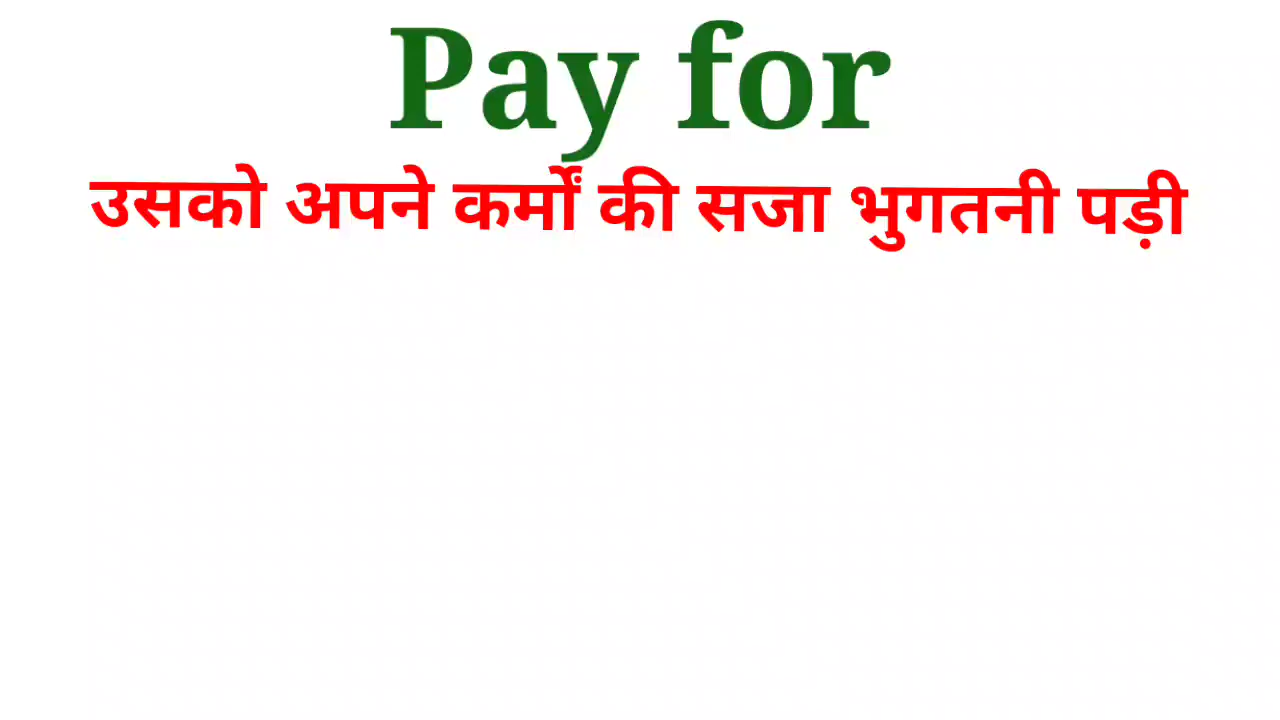 Pay for
उसको अपने कर्मों की सजा भुगतनी पड़ी